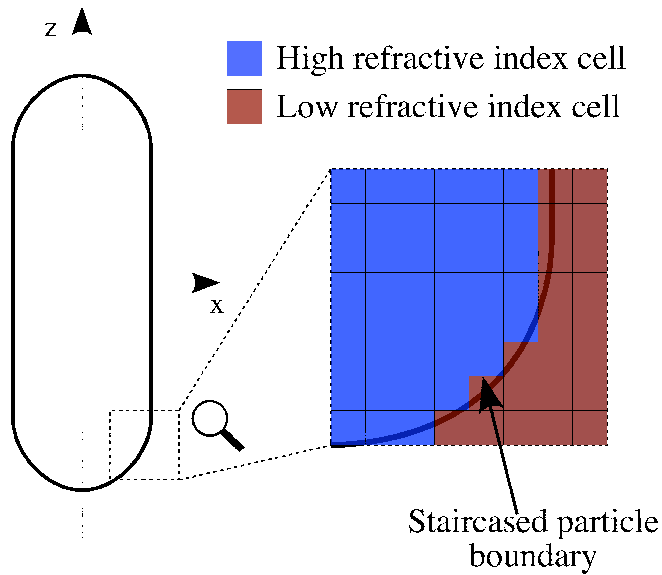 z
High refractive index cell
Low refractive index cell
x
Staircased particle
boundary